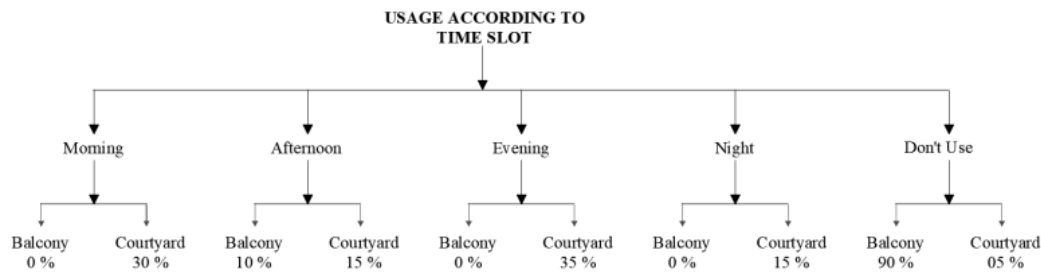 USAGE ACCORDING TO
TIME SLOT
Morning Afternoon Evening Night Don't Use
Balcony Courtyard Balcony Courtyard Balcony Courtyard Balcony Courtyard Balcony Courtyard
0 % 30 % 10 % 15 % 0 % 35 % 0 % 15 % 90 % 05 %